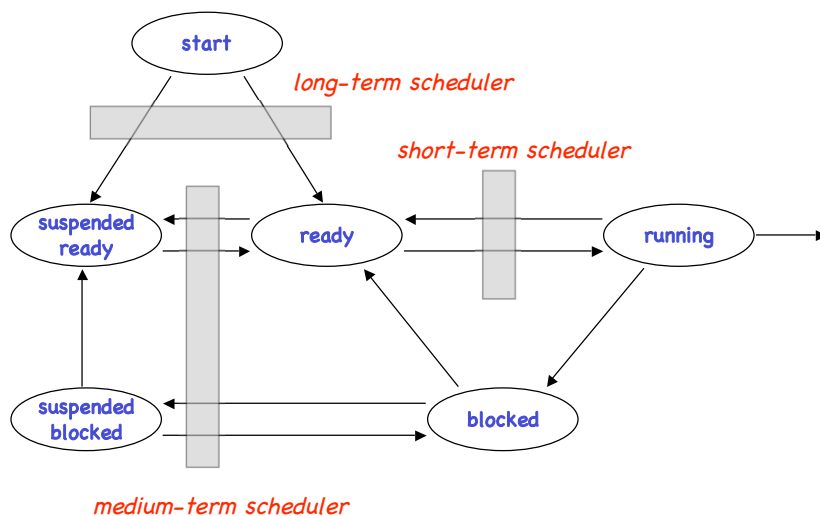 start
long-term scheduler
short-term scheduler
suspended
ready
ready
running
suspended
blocked
blocked
medium-term scheduler